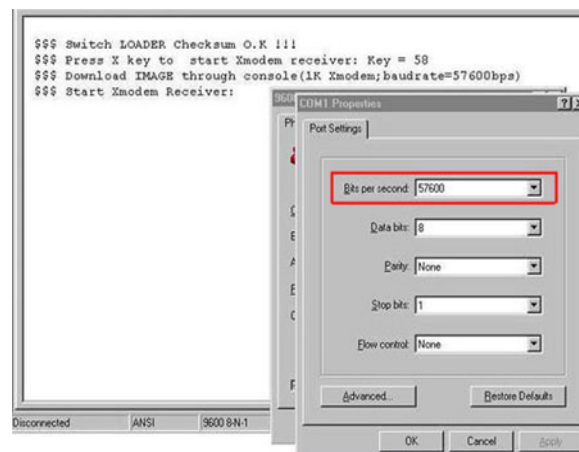 $$$ Switch LOADER Checksum O.K !!!
$$$ Press X key to start Xmodem receiver: Key = 58
$$$ Download IMAGE through console(1K Xmodem;baudrate=57600bps)
$$$ Start Xmodem Receiver:
COM1 Properties
Port Settings
Bits per second: 57600
Data bits: 8
Parity: None
Stop bits: 1
Flow control: None
Advanced...
Restore Defaults
OK Cancel Apply
Disconnected ANSI 9600 8-N-1